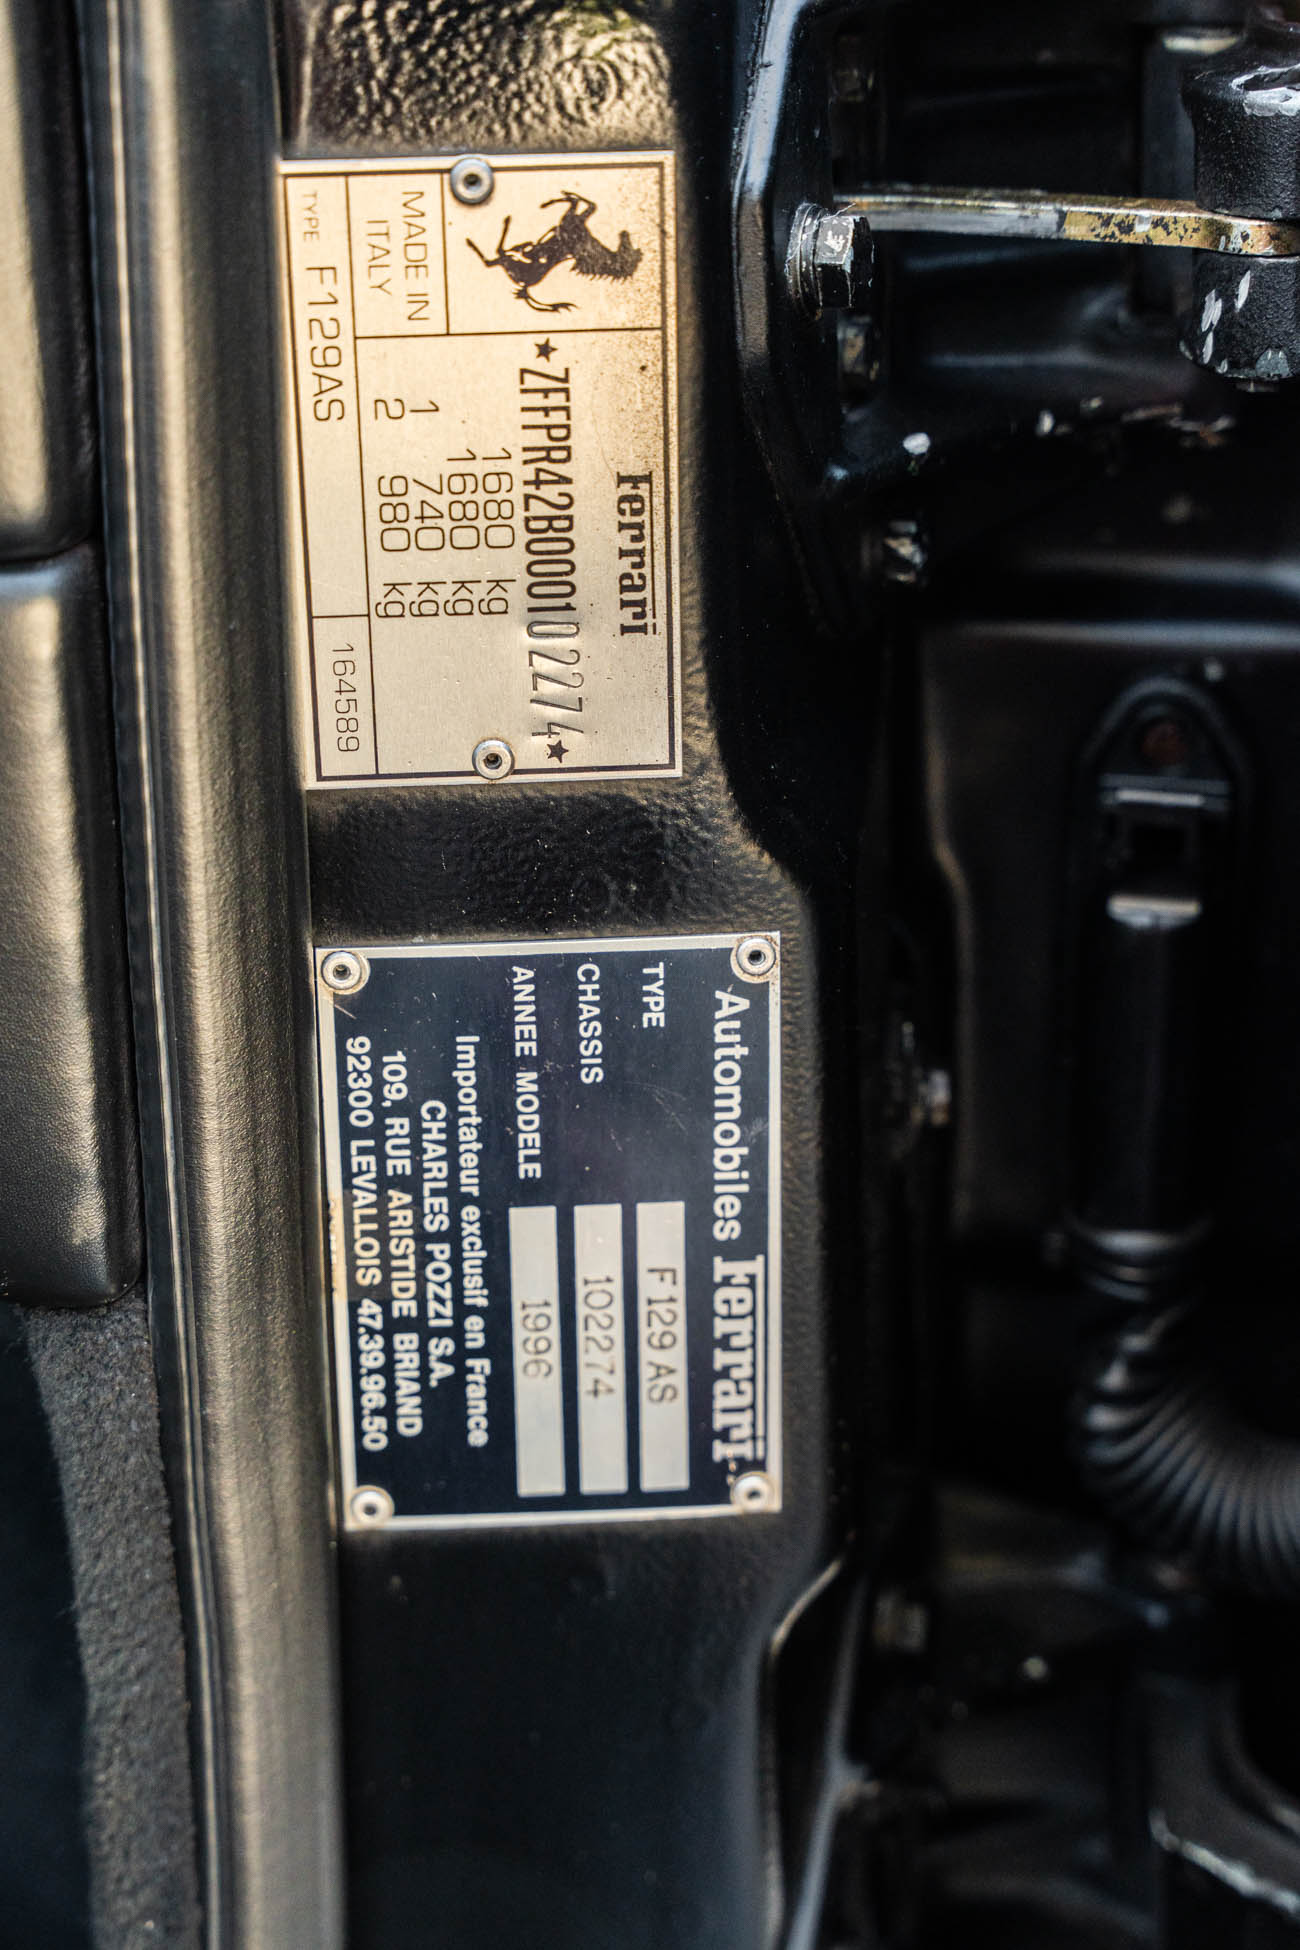 Ferrari
★ZFFPR42B000102274★
MADE IN
ITALY
1680 kg
1680 kg
1 740 kg
2 980 kg
TYPE F129AS
164589
Automobiles Ferrari
TYPE F129 AS
CHASSIS 102274
ANNEE MODELE 1996
Importateur exclusif en France
CHARLES POZZI S.A.
109, RUE ARISTIDE BRIAND
92300 LEVALLOIS 47.39.96.50